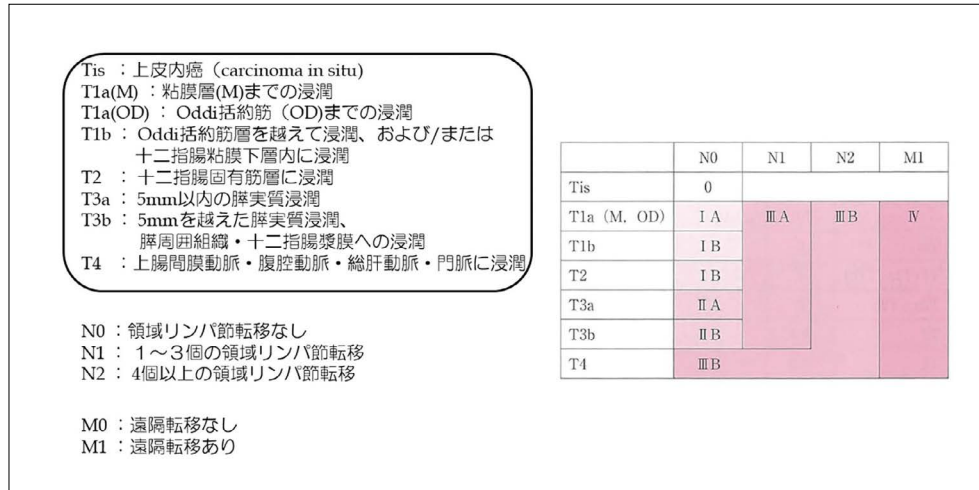 Tis ：上皮内癌（carcinoma in situ)
T1a(M)：粘膜層(M)までの浸潤
T1a(OD)： Oddi括約筋（OD)までの浸潤
T1b： Oddi括約筋層を越えて浸潤、および/または
十二指腸粘膜下層内に浸潤
T2 ：十二指腸固有筋層に浸潤
T3a： 5mm以内の膵実質浸潤
T3b： 5mmを越えた膵実質浸潤、
膵周囲組織・十二指腸漿膜への浸潤
T4 ：上腸間膜動脈・腹腔動脈・総肝動脈・門脈に浸潤
N0 ：領域リンパ節転移なし
N1： 1～3個の領域リンパ節転移
N2： 4個以上の領域リンパ節転移
M0 ：遠隔転移なし
M1：遠隔転移あり
N0 N1 N2 M1
Tis 0
T1a (M, OD) ⅠA ⅢA ⅢB Ⅳ
T1b ⅠB
T2 ⅠB
T3a ⅡA
T3b ⅡB
T4 ⅢB